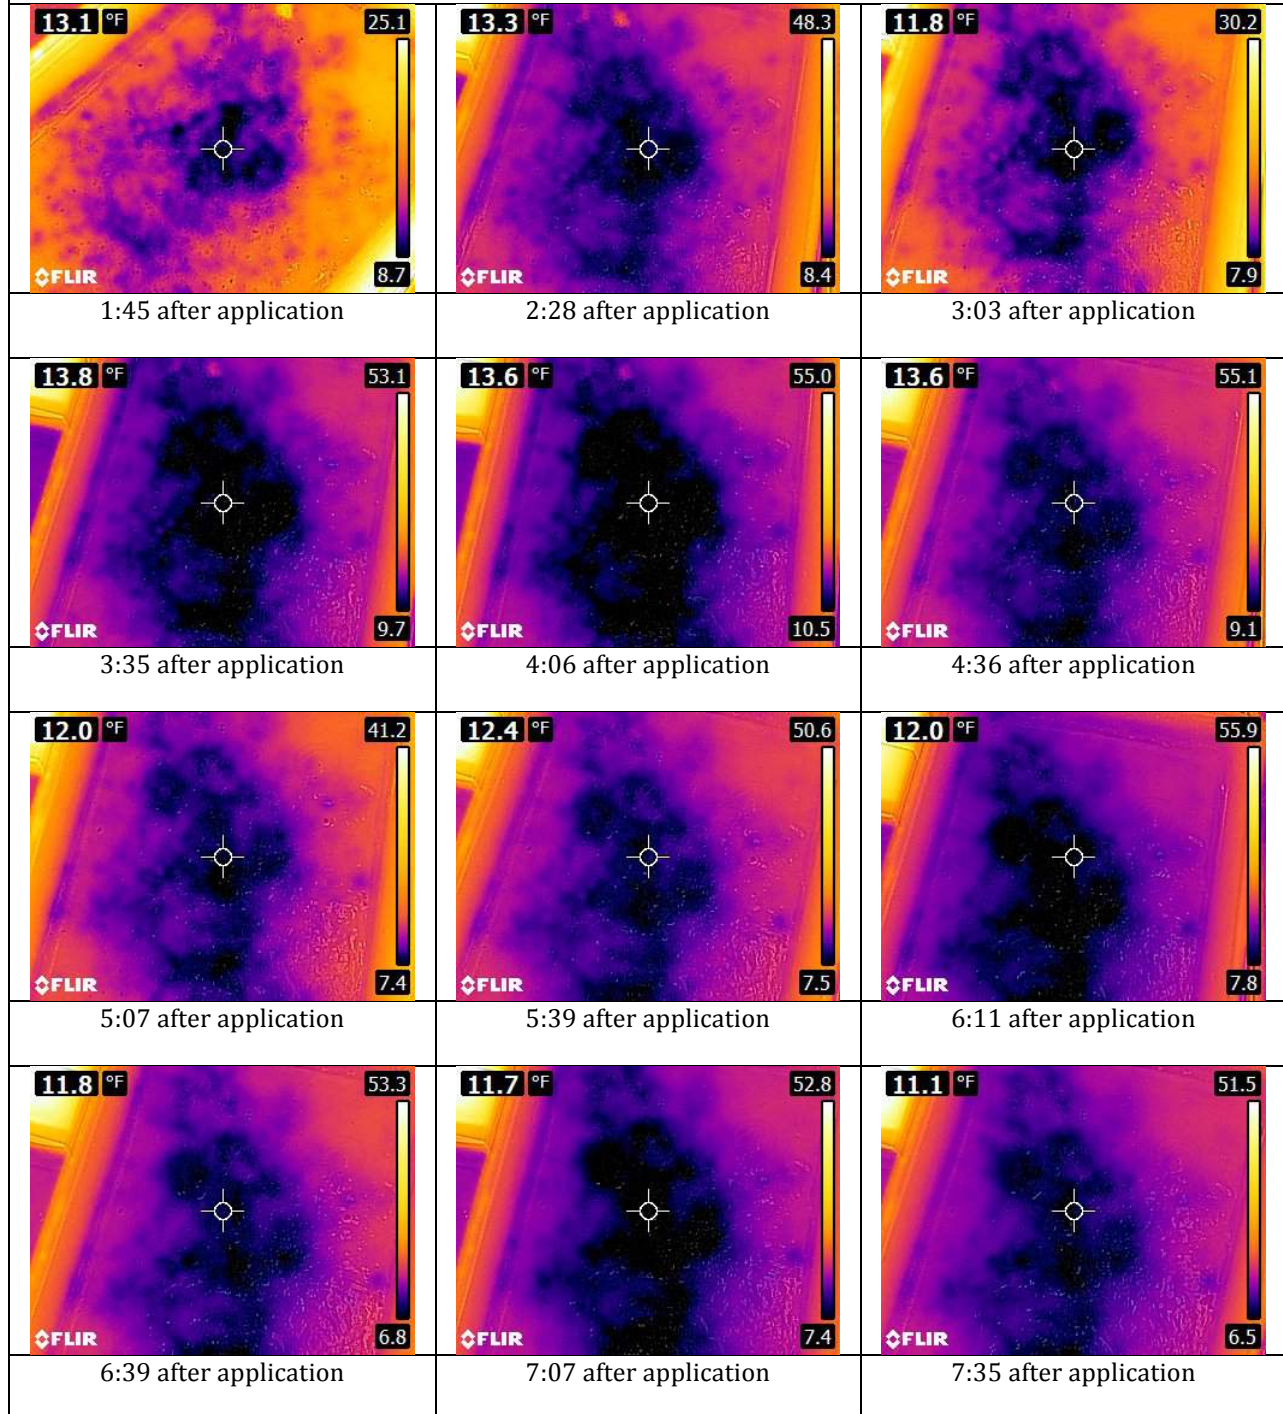 13.1 °F 25.1
FLIR 8.7
1:45 after application
13.3 °F 48.3
FLIR 8.4
2:28 after application
11.8 °F 30.2
FLIR 7.9
3:03 after application
13.8 °F 53.1
FLIR 9.7
3:35 after application
13.6 °F 55.0
FLIR 10.5
4:06 after application
13.6 °F 55.1
FLIR 9.1
4:36 after application
12.0 °F 41.2
FLIR 7.4
5:07 after application
12.4 °F 50.6
FLIR 7.5
5:39 after application
12.0 °F 55.9
FLIR 7.8
6:11 after application
11.8 °F 53.3
FLIR 6.8
6:39 after application
11.7 °F 52.8
FLIR 7.4
7:07 after application
11.1 °F 51.5
FLIR 6.5
7:35 after application